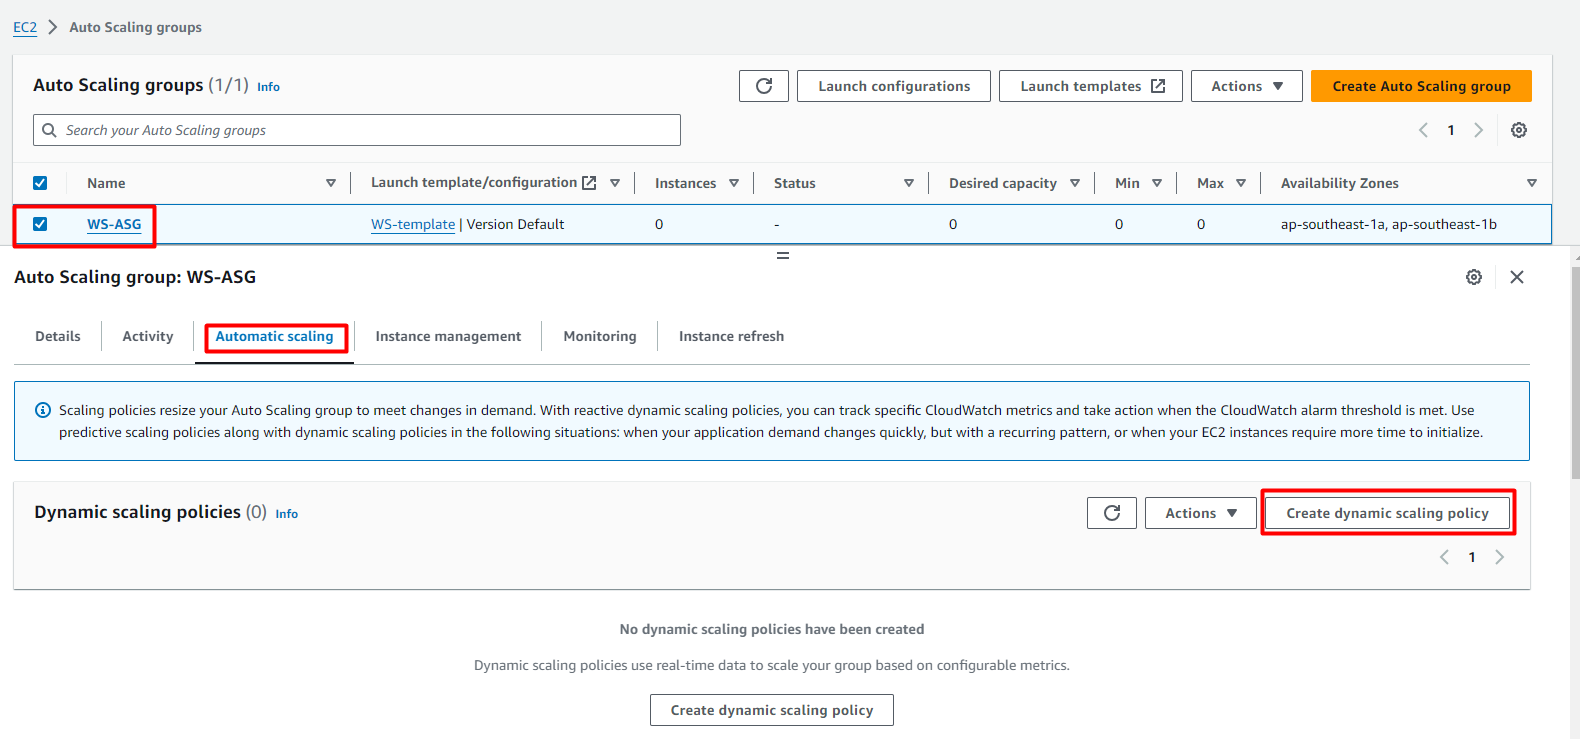 EC2 Auto Scaling groups
Auto Scaling groups (1/1) Info
Launch configurations Launch templates Actions Create Auto Scaling group
Search your Auto Scaling groups
1
Name Launch template/configuration Instances Status Desired capacity Min Max Availability Zones
WS-ASG WS-template | Version Default 0 - 0 0 0 ap-southeast-1a, ap-southeast-1b
Auto Scaling group: WS-ASG
Details Activity Automatic scaling Instance management Monitoring Instance refresh
Scaling policies resize your Auto Scaling group to meet changes in demand. With reactive dynamic scaling policies, you can track specific CloudWatch metrics and take action when the CloudWatch alarm threshold is met. Use
predictive scaling policies along with dynamic scaling policies in the following situations: when your application demand changes quickly, but with a recurring pattern, or when your EC2 instances require more time to initialize.
Dynamic scaling policies (0) Info
Actions Create dynamic scaling policy
1
No dynamic scaling policies have been created
Dynamic scaling policies use real-time data to scale your group based on configurable metrics.
Create dynamic scaling policy